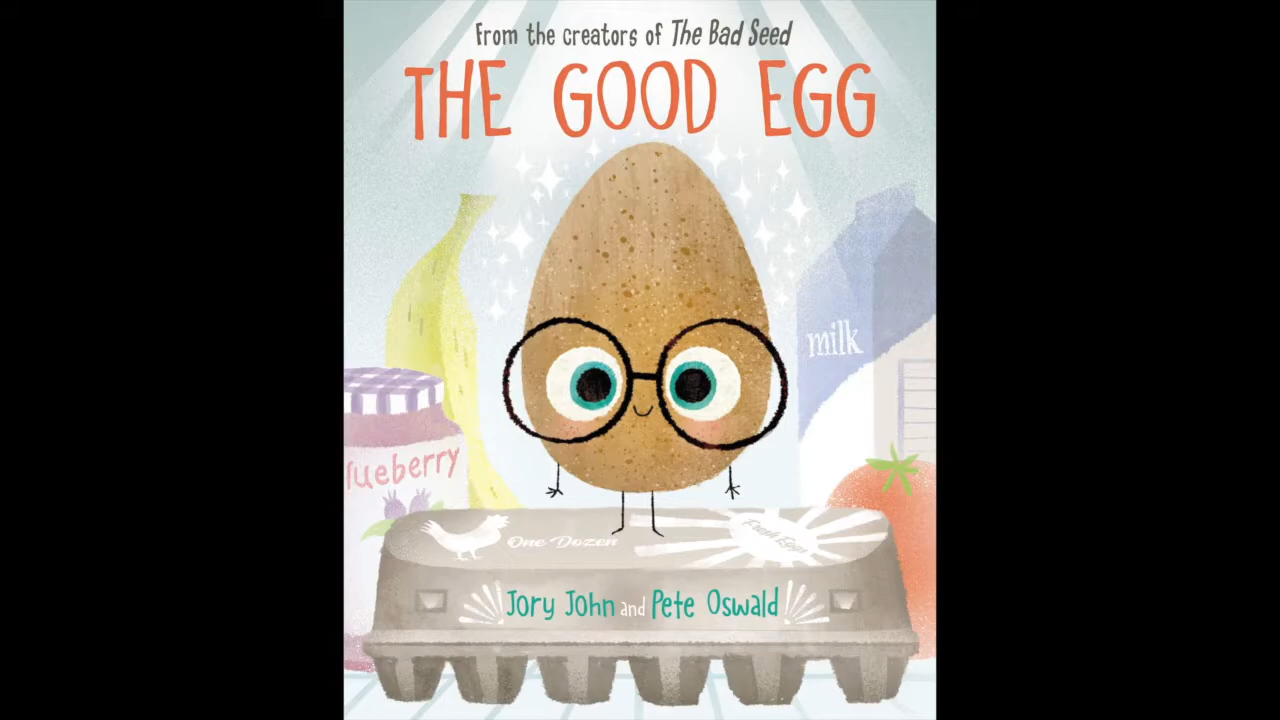 From the creators of The Bad Seed
THE GOOD EGG
milk
lueberry
One Dozen
Fresh Eggs
Jory John and Pete Oswald